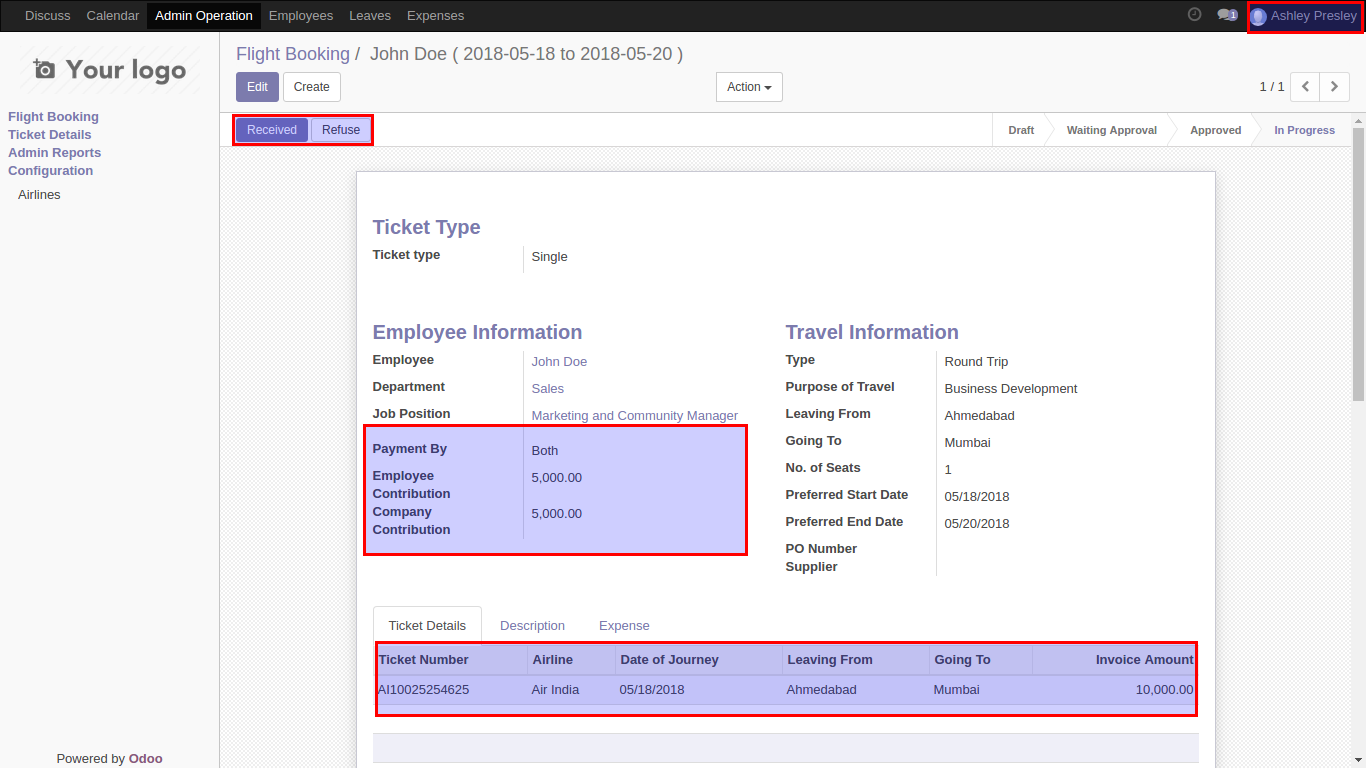 Discuss Calendar Admin Operation Employees Leaves Expenses 1 Ashley Presley
Your logo
Flight Booking / John Doe ( 2018-05-18 to 2018-05-20 )
Edit Create Action 1 / 1
Flight Booking
Ticket Details
Admin Reports
Configuration
Airlines
Received Refuse Draft Waiting Approval Approved In Progress
Ticket Type
Ticket type Single
Employee Information
Employee John Doe
Department Sales
Job Position Marketing and Community Manager
Payment By Both
Employee Contribution 5,000.00
Company Contribution 5,000.00
Travel Information
Type Round Trip
Purpose of Travel Business Development
Leaving From Ahmedabad
Going To Mumbai
No. of Seats 1
Preferred Start Date 05/18/2018
Preferred End Date 05/20/2018
PO Number
Supplier
Ticket Details Description Expense
Ticket Number Airline Date of Journey Leaving From Going To Invoice Amount
AI10025254625 Air India 05/18/2018 Ahmedabad Mumbai 10,000.00
Powered by Odoo